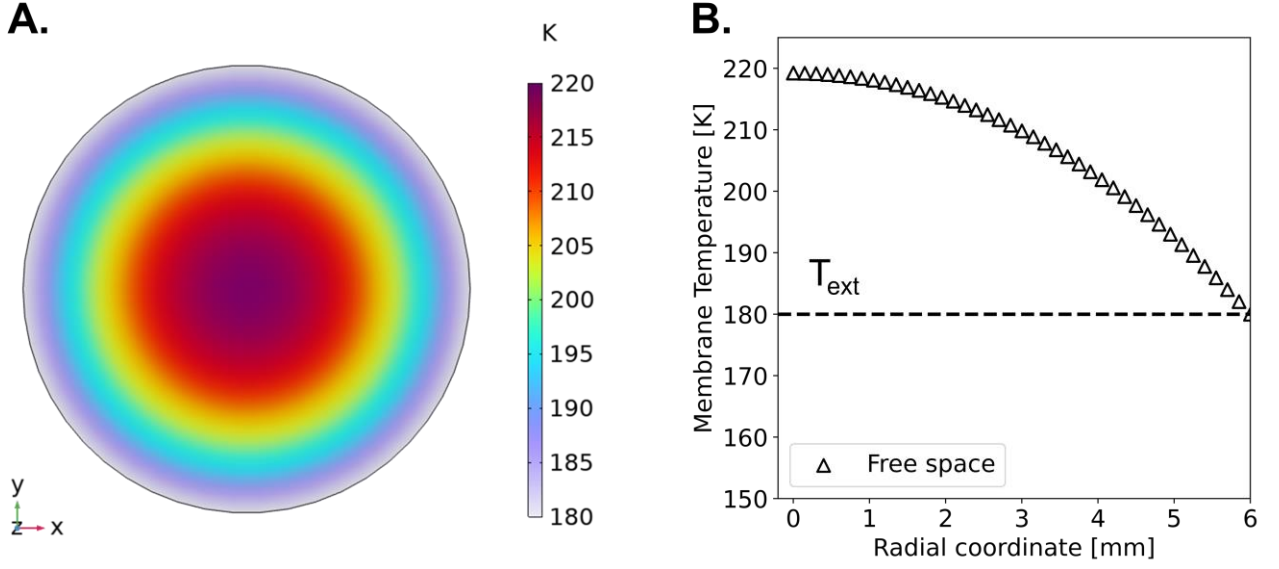 A.
K
220
215
210
205
200
195
190
185
180
y
z
x
B.
Membrane Temperature [K]
220
210
200
190
180
170
160
150
T_ext
Free space
0 1 2 3 4 5 6
Radial coordinate [mm]